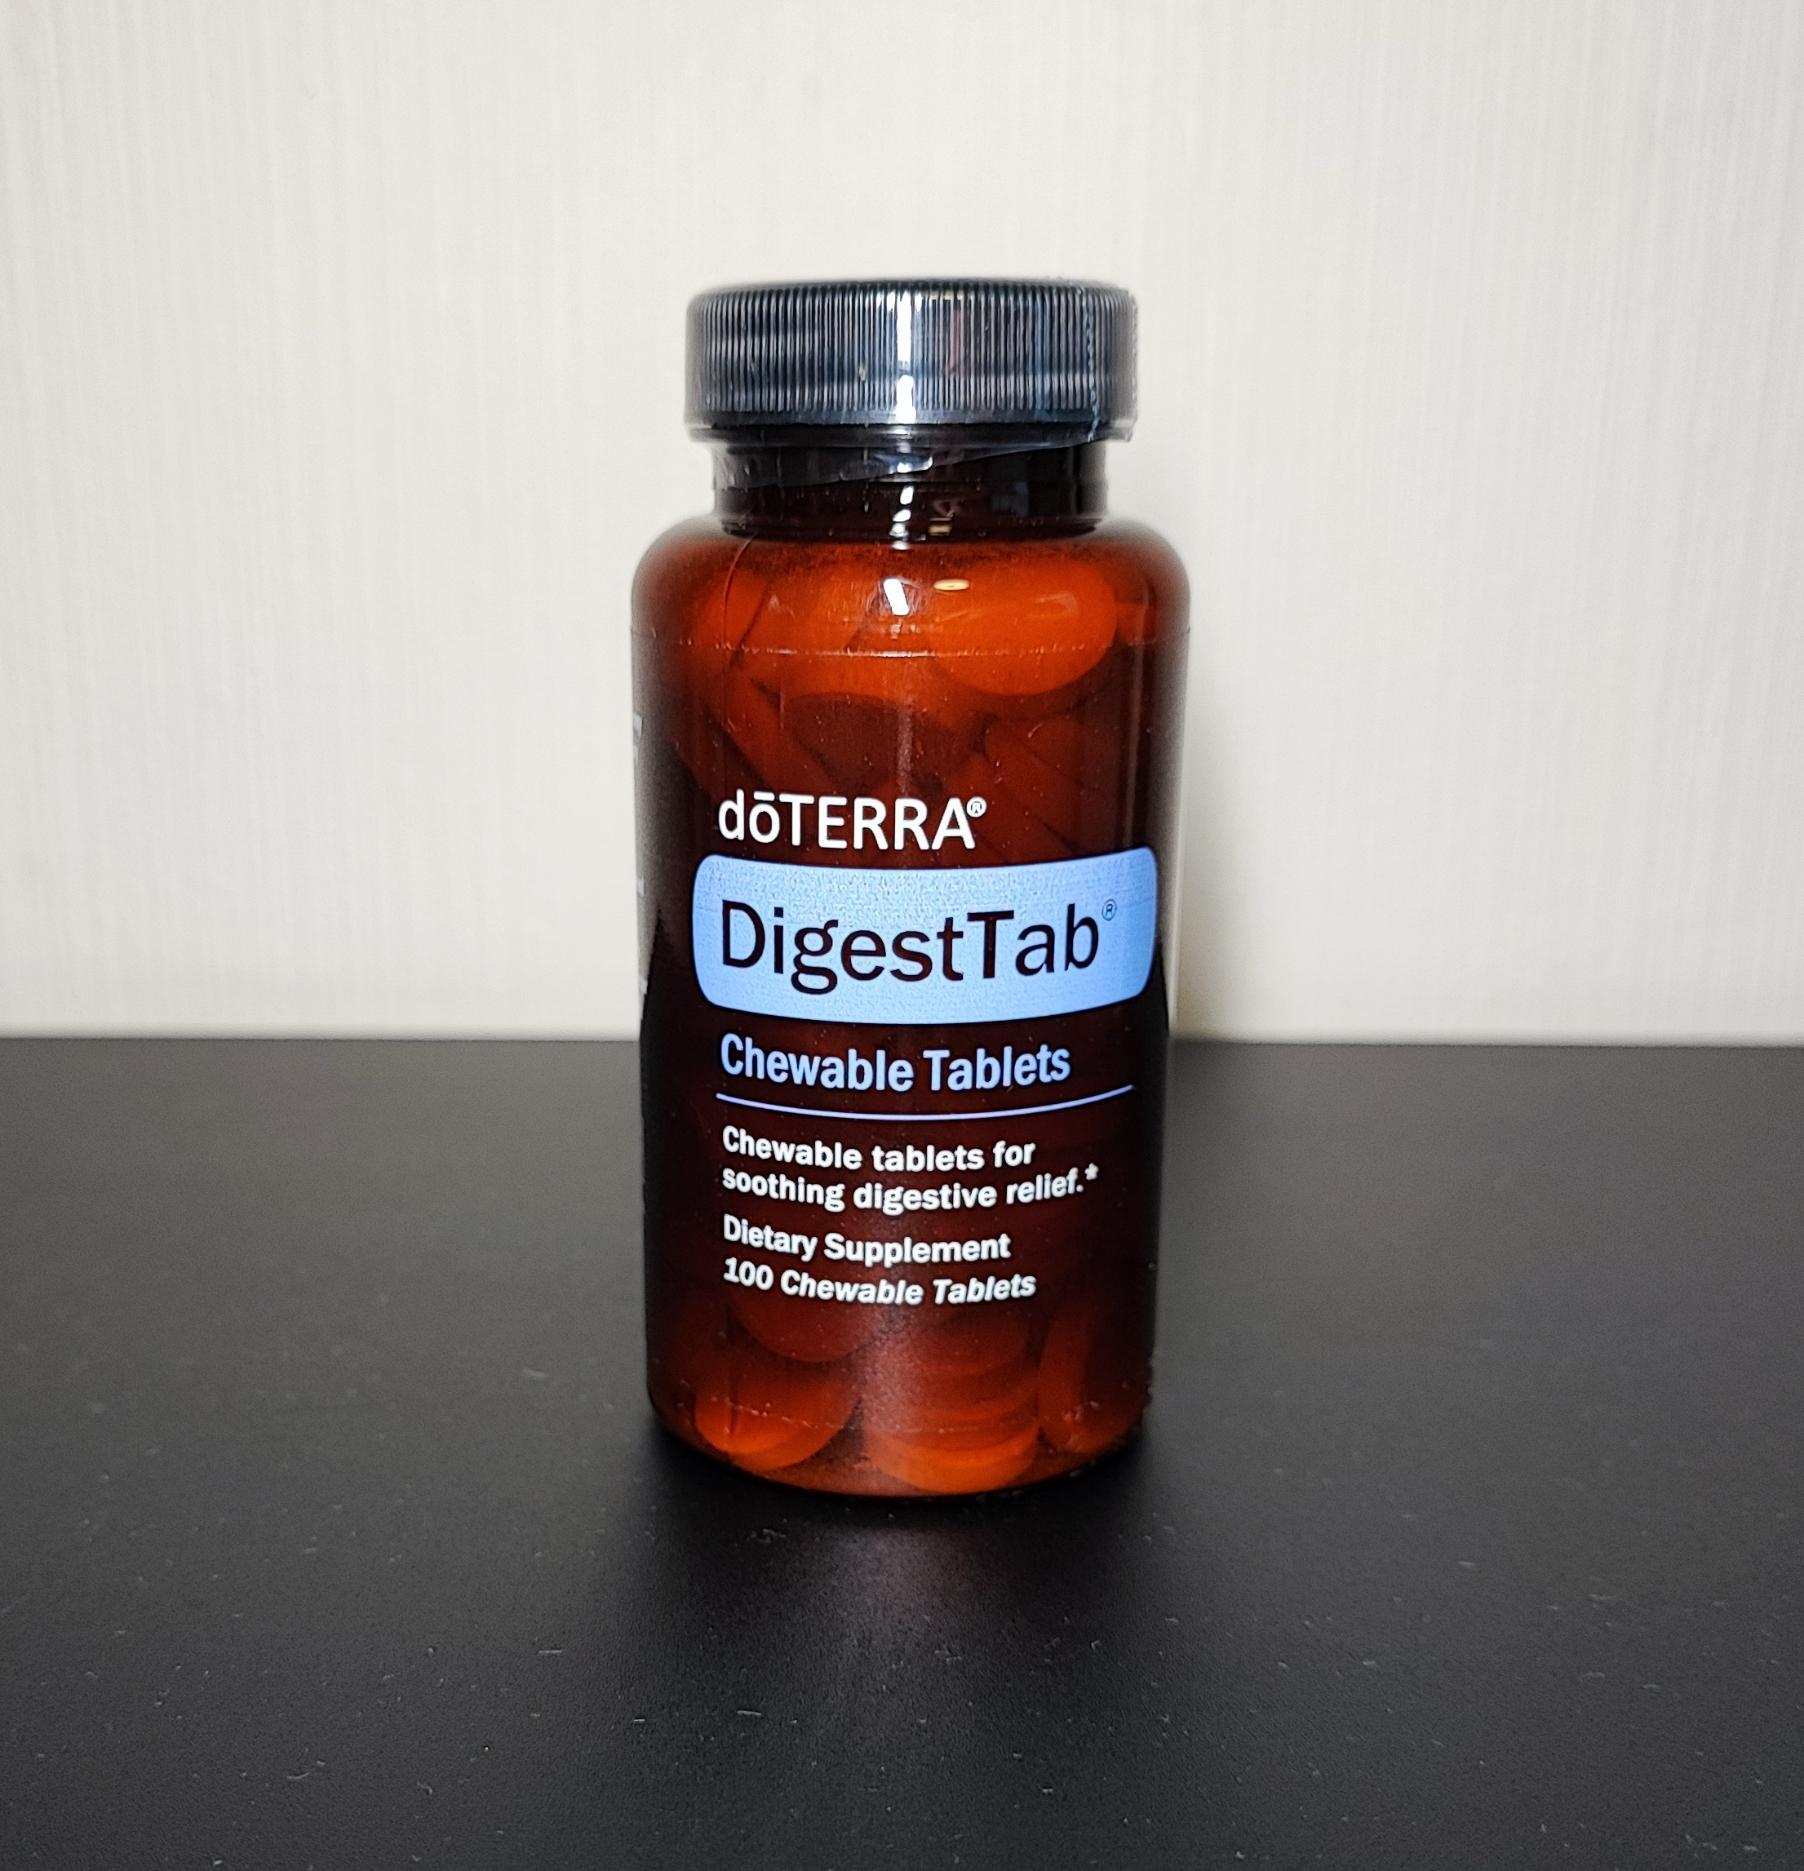 dōTERRA®
DigestTab®
Chewable Tablets
Chewable tablets for
soothing digestive relief.*
Dietary Supplement
100 Chewable Tablets